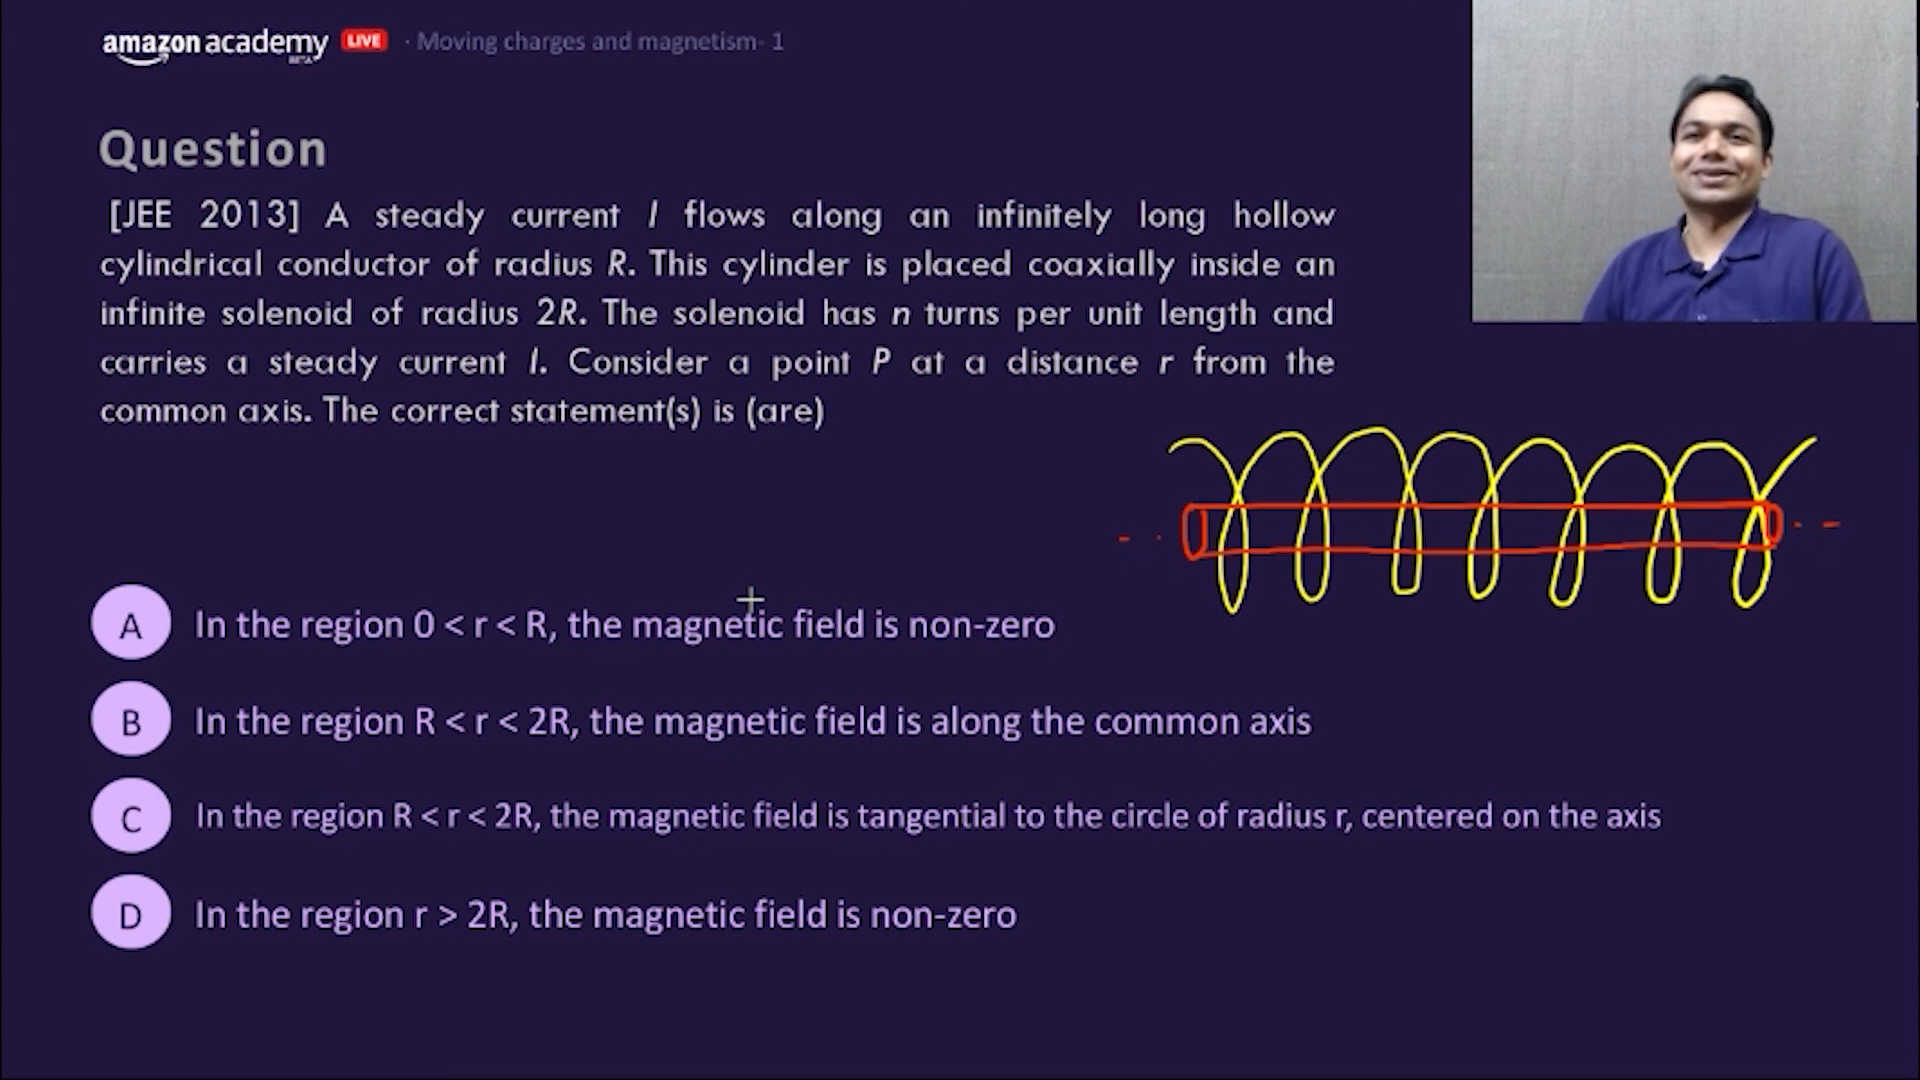 amazon academy BETA LIVE · Moving charges and magnetism- 1
Question
[JEE 2013] A steady current I flows along an infinitely long hollow
cylindrical conductor of radius R. This cylinder is placed coaxially inside an
infinite solenoid of radius 2R. The solenoid has n turns per unit length and
carries a steady current I. Consider a point P at a distance r from the
common axis. The correct statement(s) is (are)
A In the region 0 < r < R, the magnetic field is non-zero
B In the region R < r < 2R, the magnetic field is along the common axis
C In the region R < r < 2R, the magnetic field is tangential to the circle of radius r, centered on the axis
D In the region r > 2R, the magnetic field is non-zero